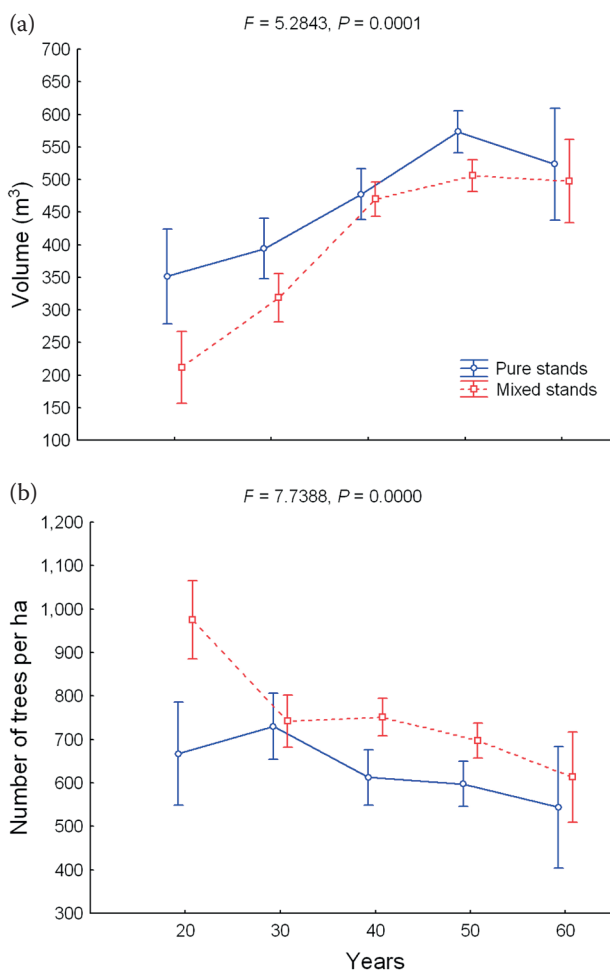 (a)
F = 5.2843, P = 0.0001
700
650
600
550
500
450
400
350
300
250
200
150
100
Volume (m³)
Pure stands
Mixed stands
(b)
F = 7.7388, P = 0.0000
1,200
1,100
1,000
900
800
700
600
500
400
300
Number of trees per ha
20 30 40 50 60
Years